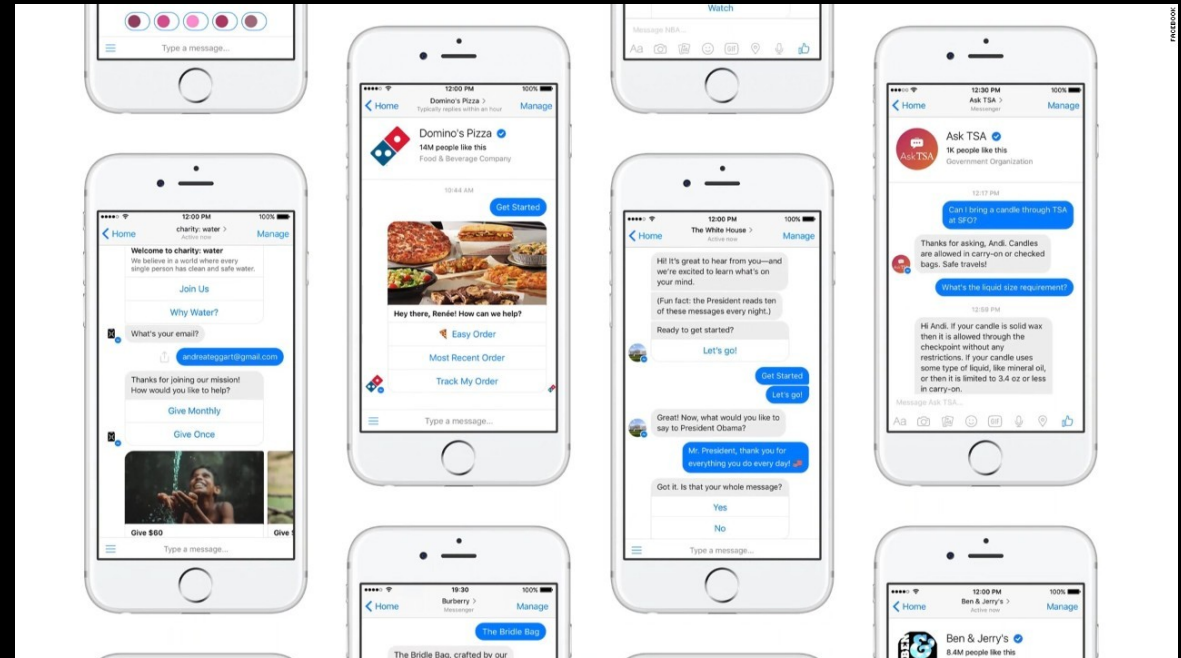 Type a message...
12:00 PM
100%
Home
charity: water >
Active now
Manage
Welcome to charity: water
We believe in a world where every
single person has clean and safe water.
Join Us
Why Water?
What's your email?
andreateggart@gmail.com
Thanks for joining our mission!
How would you like to help?
Give Monthly
Give Once
Give $60
Give
Type a message...
12:00 PM
100%
Home
Domino's Pizza >
Typically replies within an hour
Manage
Domino's Pizza
14M people like this
Food & Beverage Company
10:44 AM
Get Started
Hey there, Renée! How can we help?
Easy Order
Most Recent Order
Track My Order
Type a message...
19:30
100%
Home
Burberry >
Messenger
Manage
The Bridle Bag
The Bridle Bag, crafted by our
Watch
Message NBA...
Aa
GIF
12:00 PM
100%
Home
The White House >
Active now
Manage
Hi! It's great to hear from you—and
we're excited to learn what's on
your mind.
(Fun fact: the President reads ten
of these messages every night.)
Ready to get started?
Let's go!
Get Started
Let's go!
Great! Now, what would you like to
say to President Obama?
Mr. President, thank you for
everything you do every day!
Got it. Is that your whole message?
Yes
No
Type a message...
12:30 PM
100%
Home
Ask TSA >
Messenger
Manage
AskTSA
Ask TSA
1K people like this
Government Organization
12:17 PM
Can I bring a candle through TSA
at SFO?
Thanks for asking, Andi. Candles
are allowed in carry-on or checked
bags. Safe travels!
What's the liquid size requirement?
12:58 PM
Hi Andi. If your candle is solid wax
then it is allowed through the
checkpoint without any
restrictions. If your candle uses
some type of liquid, like mineral oil,
or then it is limited to 3.4 oz or less
in carry-on.
Message Ask TSA...
Aa
GIF
12:00 PM
100%
Home
Ben & Jerry's >
Active now
Manage
Ben & Jerry's
8.4M people like this
FACEBOOK